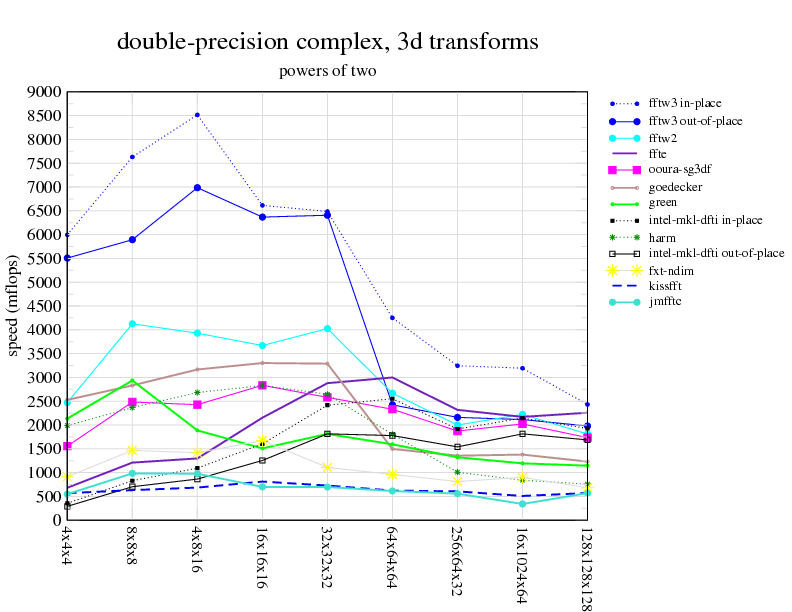 double-precision complex, 3d transforms
powers of two
9000
8500
8000
7500
7000
6500
6000
5500
5000
4500
4000
3500
3000
2500
2000
1500
1000
500
0
speed (mflops)
4x4x4
8x8x8
4x8x16
16x16x16
32x32x32
64x64x64
256x64x32
16x1024x64
128x128x128
fftw3 in-place
fftw3 out-of-place
fftw2
ffte
ooura-sg3df
goedecker
green
intel-mkl-dfti in-place
harm
intel-mkl-dfti out-of-place
fxt-ndim
kissfft
jmfftc